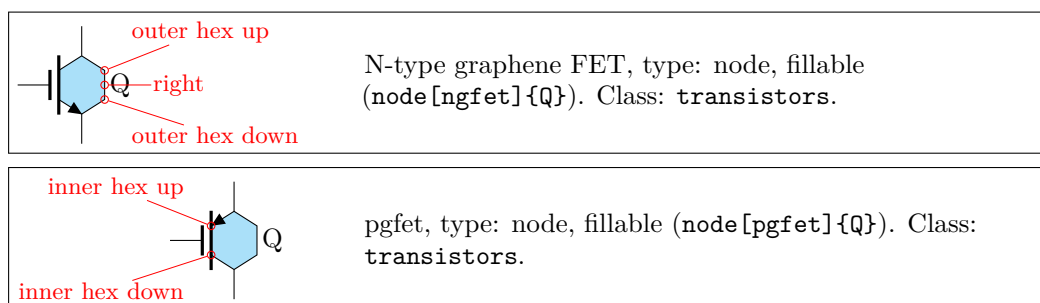 outer hex up
Q
right
outer hex down
N-type graphene FET, type: node, fillable
(node[ngfet]{Q}). Class: transistors.
inner hex up
Q
inner hex down
pgfet, type: node, fillable (node[pgfet]{Q}). Class:
transistors.